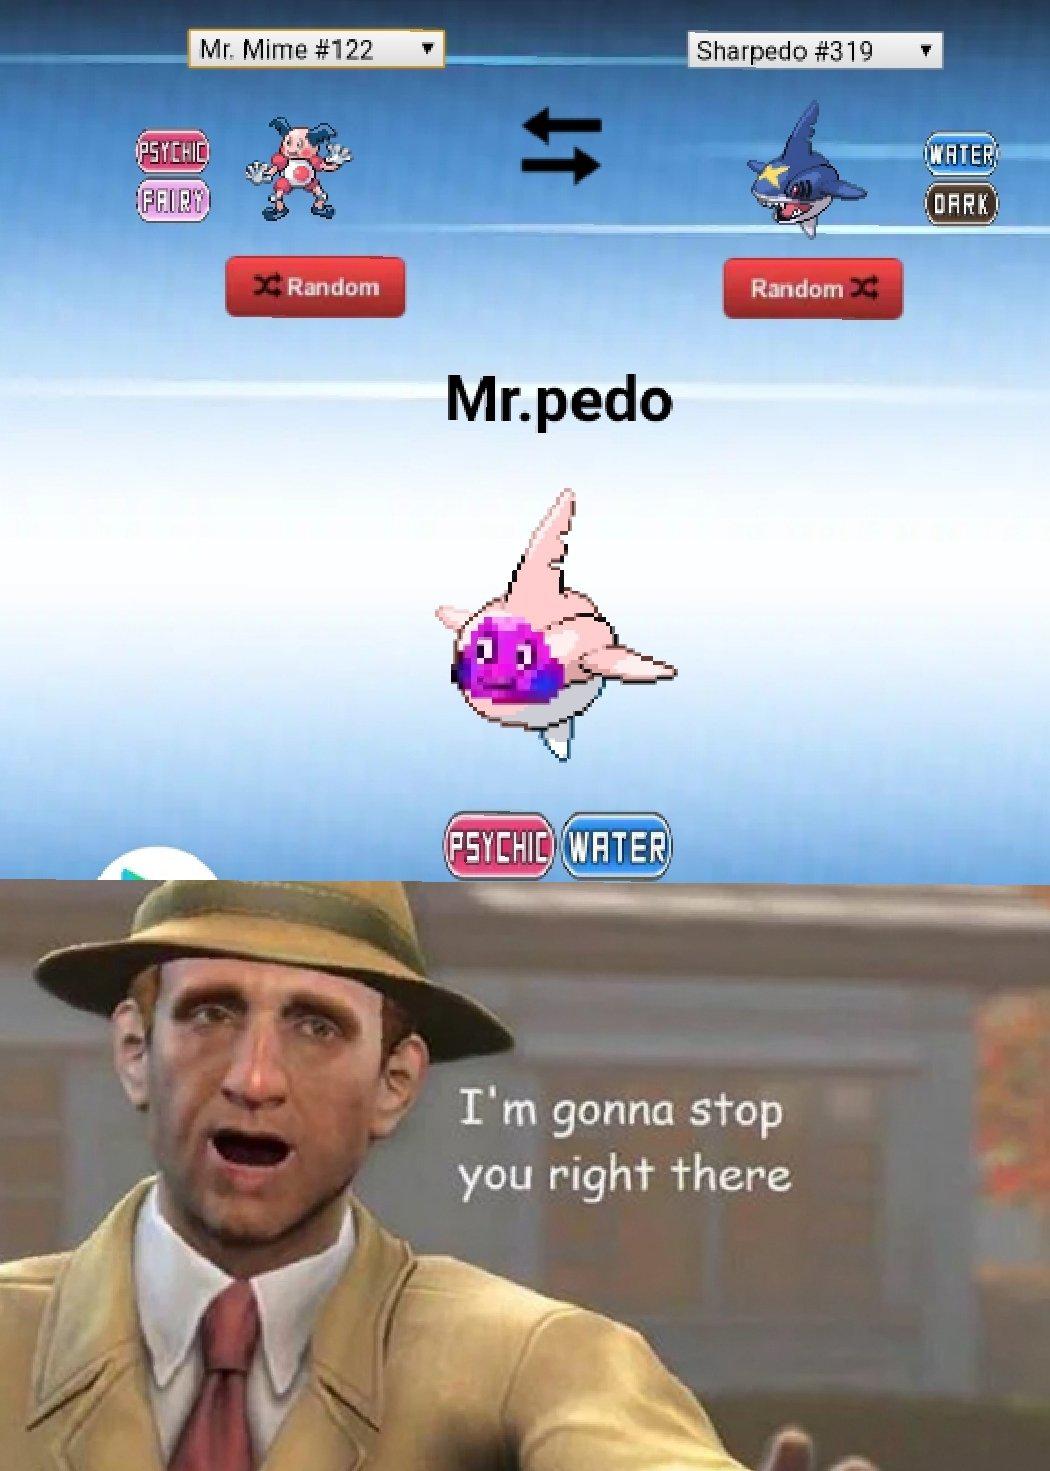 Mr. Mime #122
Sharpedo #319
PSYCHIC
FAIRY
WATER
DARK
Random
Random
Mr.pedo
PSYCHIC WATER
I'm gonna stop
you right there